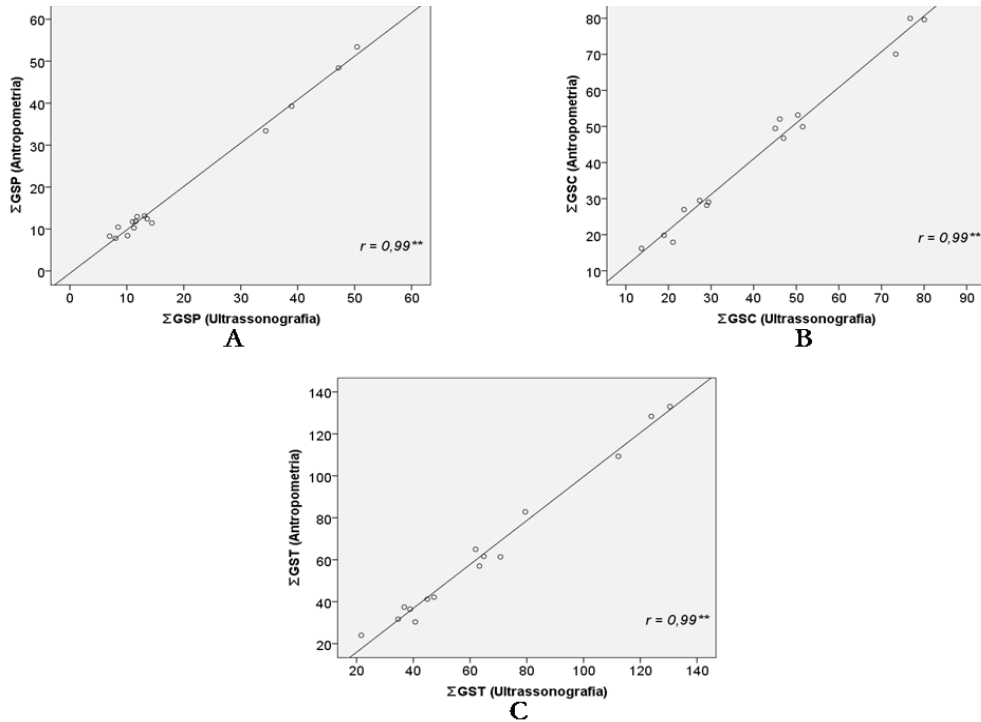 60
50
40
30
20
10
0
ΣGSP (Antropometria)
r = 0,99**
0 10 20 30 40 50 60
ΣGSP (Ultrassonografia)
A
80
70
60
50
40
30
20
10
ΣGSC (Antropometria)
r = 0,99**
10 20 30 40 50 60 70 80 90
ΣGSC (Ultrassonografia)
B
140
120
100
80
60
40
20
ΣGST (Antropometria)
r = 0,99**
20 40 60 80 100 120 140
ΣGST (Ultrassonografia)
C